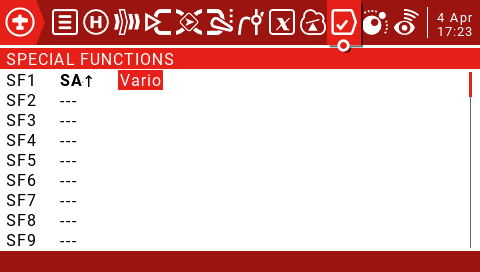 4 Apr
17:23
SPECIAL FUNCTIONS
SF1 SA↑ Vario
SF2 ---
SF3 ---
SF4 ---
SF5 ---
SF6 ---
SF7 ---
SF8 ---
SF9 ---